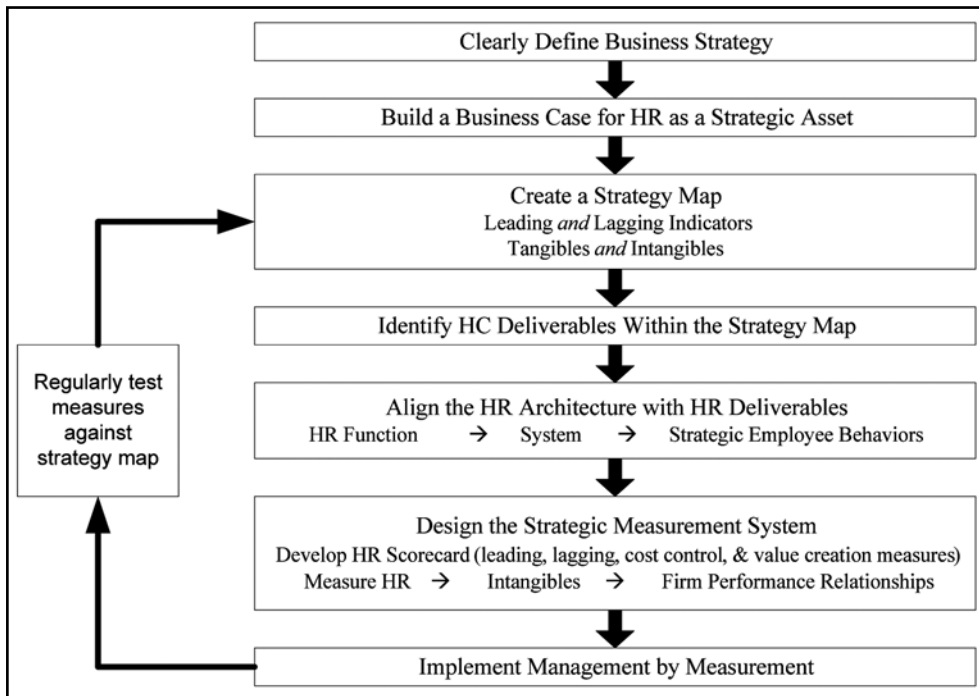 Clearly Define Business Strategy
Build a Business Case for HR as a Strategic Asset
Create a Strategy Map
Leading and Lagging Indicators
Tangibles and Intangibles
Identify HC Deliverables Within the Strategy Map
Regularly test
measures
against
strategy map
Align the HR Architecture with HR Deliverables
HR Function → System → Strategic Employee Behaviors
Design the Strategic Measurement System
Develop HR Scorecard (leading, lagging, cost control, & value creation measures)
Measure HR → Intangibles → Firm Performance Relationships
Implement Management by Measurement